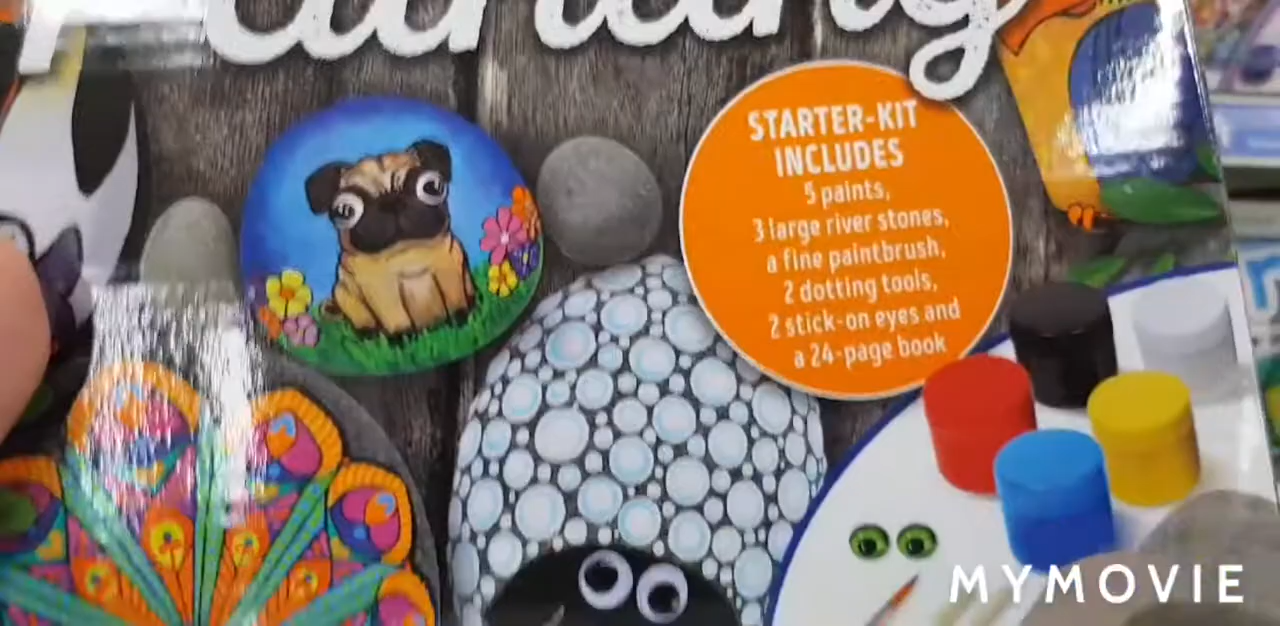 STARTER-KIT
INCLUDES
5 paints,
3 large river stones,
a fine paintbrush,
2 dotting tools,
2 stick-on eyes and
a 24-page book
MYMOVIE